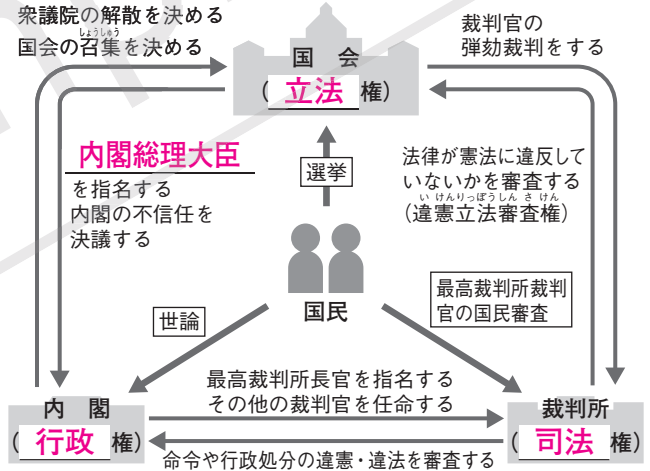 衆議院の解散を決める
国会の召集を決める
しょうしゅう
裁判官の
弾劾裁判をする
国 会
(立法権)
内閣総理大臣
を指名する
内閣の不信任を
決議する
選挙
法律が憲法に違反して
いないかを審査する
い けんりっぽうしん さ けん
(違憲立法審査権)
国民
世論
最高裁判所裁判
官の国民審査
最高裁判所長官を指名する
その他の裁判官を任命する
内 閣
(行政権)
裁判所
(司法権)
命令や行政処分の違憲・違法を審査する